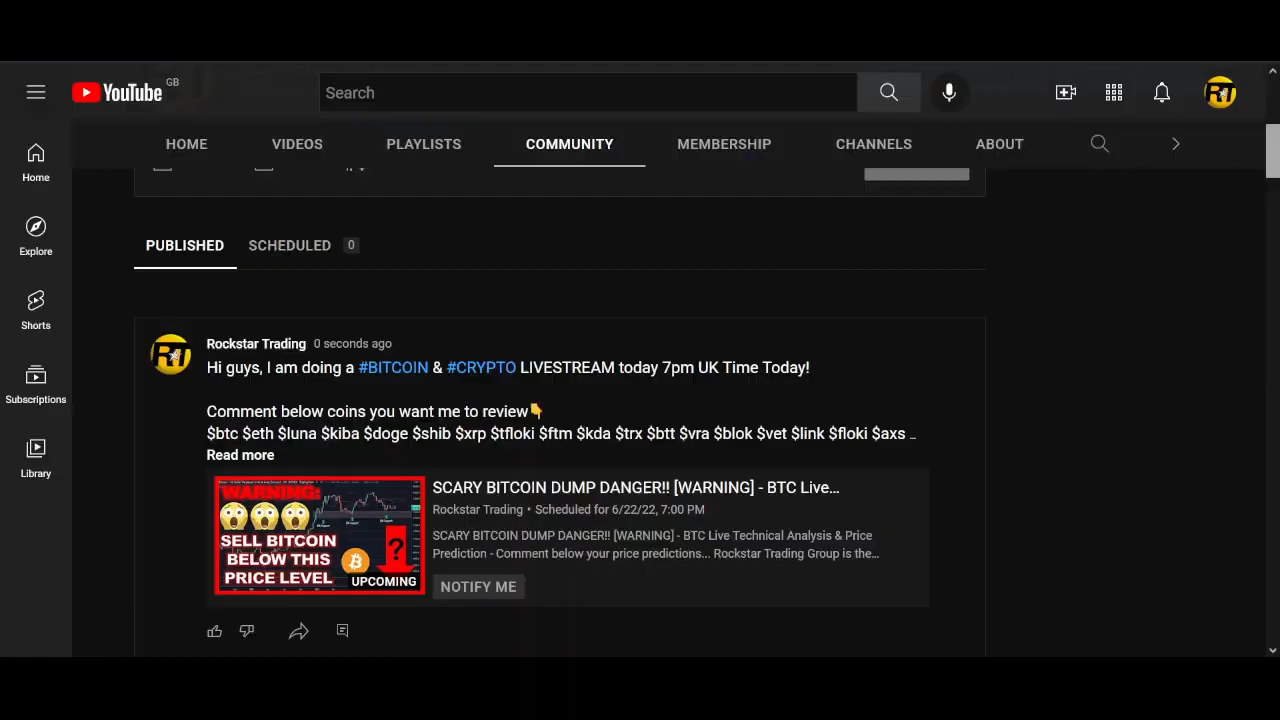 YouTube GB
Search
HOME VIDEOS PLAYLISTS COMMUNITY MEMBERSHIP CHANNELS ABOUT
Home
Explore
Shorts
Subscriptions
Library
PUBLISHED SCHEDULED 0
RT
Rockstar Trading 0 seconds ago
Hi guys, I am doing a #BITCOIN & #CRYPTO LIVESTREAM today 7pm UK Time Today!
Comment below coins you want me to review👇
$btc $eth $luna $kiba $doge $shib $xrp $tfloki $ftm $kda $trx $btt $vra $blok $vet $link $floki $axs ...
Read more
WARNING:
SELL BITCOIN
BELOW THIS
PRICE LEVEL
?
UPCOMING
SCARY BITCOIN DUMP DANGER!! [WARNING] - BTC Live...
Rockstar Trading • Scheduled for 6/22/22, 7:00 PM
SCARY BITCOIN DUMP DANGER!! [WARNING] - BTC Live Technical Analysis & Price
Prediction - Comment below your price predictions... Rockstar Trading Group is the...
NOTIFY ME